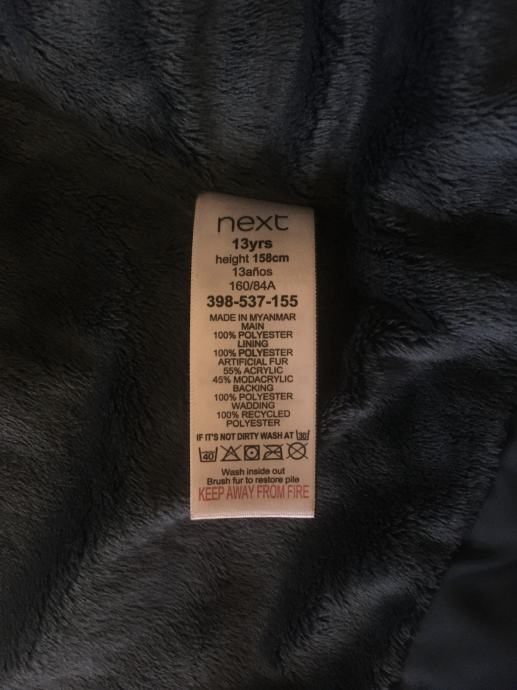 next
13yrs
height 158cm
13años
160/84A
398-537-155
MADE IN MYANMAR
MAIN
100% POLYESTER
LINING
100% POLYESTER
ARTIFICIAL FUR
55% ACRYLIC
45% MODACRYLIC
BACKING
100% POLYESTER
WADDING
100% RECYCLED
POLYESTER
IF IT'S NOT DIRTY WASH AT 30
40
Wash inside out
Brush fur to restore pile
KEEP AWAY FROM FIRE